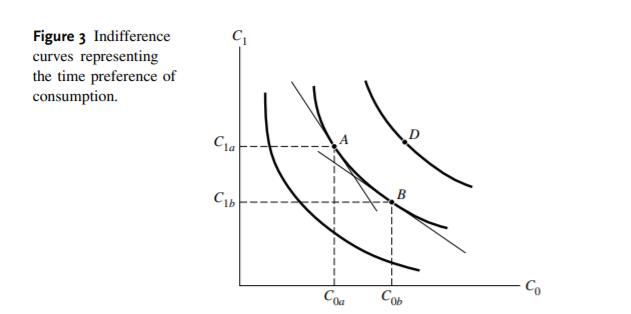 Figure 3 Indifference
curves representing
the time preference of
consumption.
C1
D
A
C1a
B
C1b
C0
C0a C0b